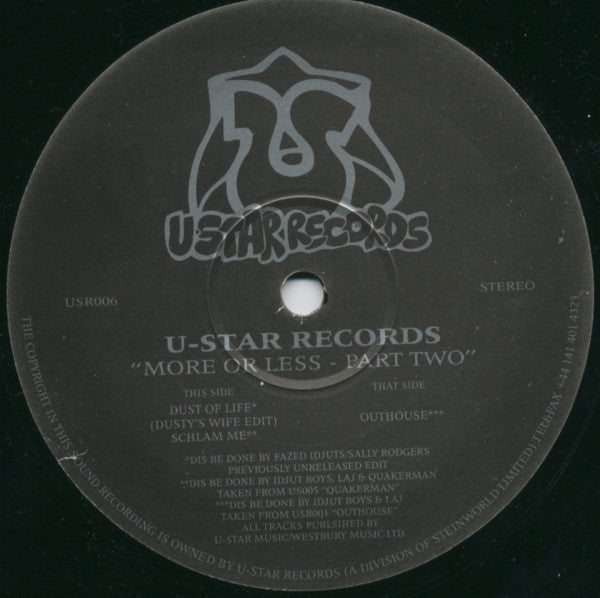 U-STAR RECORDS
USR006
STEREO
U-STAR RECORDS
"MORE OR LESS - PART TWO"
THIS SIDE
DUST OF LIFE*
(DUSTY'S WIFE EDIT)
SCHLAM ME**
THAT SIDE
OUTHOUSE***
*DIS BE DONE BY FAZED IDJUTS/SALLY RODGERS
PREVIOUSLY UNRELEASED EDIT
**DIS BE DONE BY IDJUT BOYS, LAJ & QUAKERMAN
TAKEN FROM US005 "QUAKERMAN"
***DIS BE DONE BY IDJUT BOYS & LAJ
TAKEN FROM USR001 "OUTHOUSE"
ALL TRACKS PUBLSIHED BY
U-STAR MUSIC/WESTBURY MUSIC LTD
THE COPYRIGHT IN THIS SOUND RECORDING IS OWNED BY U-STAR RECORDS (A DIVISION OF STEINWORLD LIMITED) TEL&FAX +44 141 401 4323